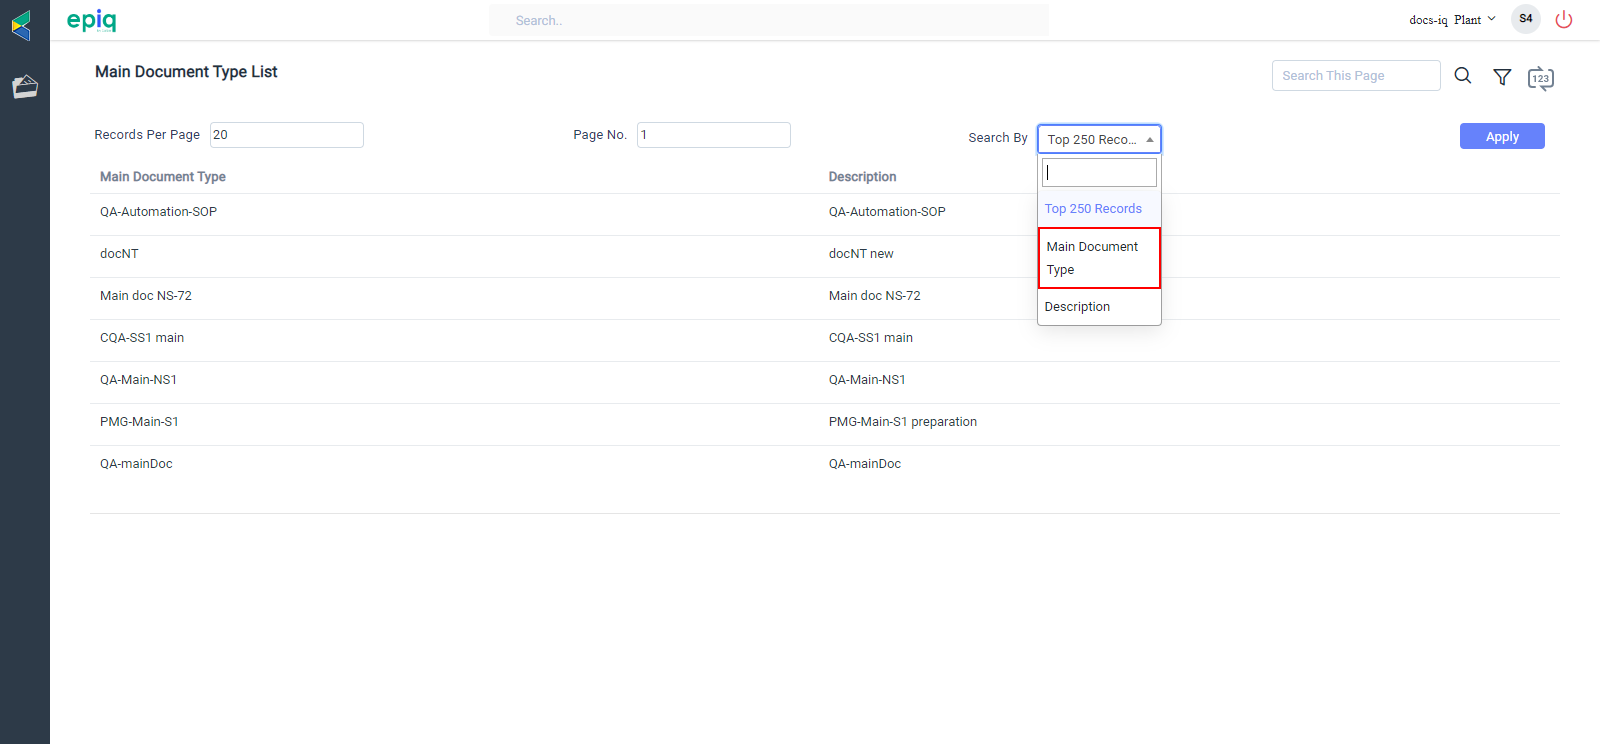 epiq
Search..
docs-iq Plant
S4
Main Document Type List
Search This Page
123
Records Per Page 20
Page No. 1
Search By Top 250 Reco...
Apply
Top 250 Records
Main Document
Type
Description
Main Document Type Description
QA-Automation-SOP QA-Automation-SOP
docNT docNT new
Main doc NS-72 Main doc NS-72
CQA-SS1 main CQA-SS1 main
QA-Main-NS1 QA-Main-NS1
PMG-Main-S1 PMG-Main-S1 preparation
QA-mainDoc QA-mainDoc